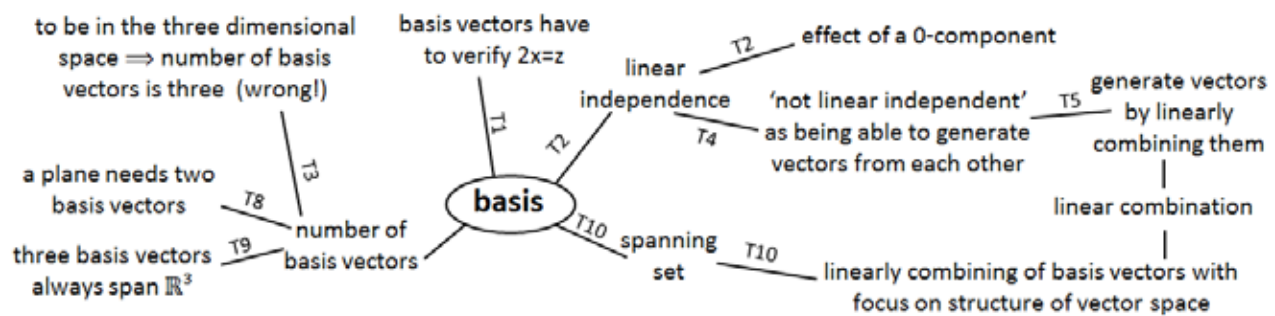 to be in the three dimensional
space ⟹ number of basis
vectors is three (wrong!)
basis vectors have
to verify 2x=z
T1
T2
linear
independence
T2
effect of a 0-component
T4
‘not linear independent’
as being able to generate
vectors from each other
T5
generate vectors
by linearly
combining them
linear combination
T3
a plane needs two
basis vectors
T8
three basis vectors
always span ℝ³
T9
number of
basis vectors
basis
T10
spanning
set
T10
linearly combining of basis vectors with
focus on structure of vector space